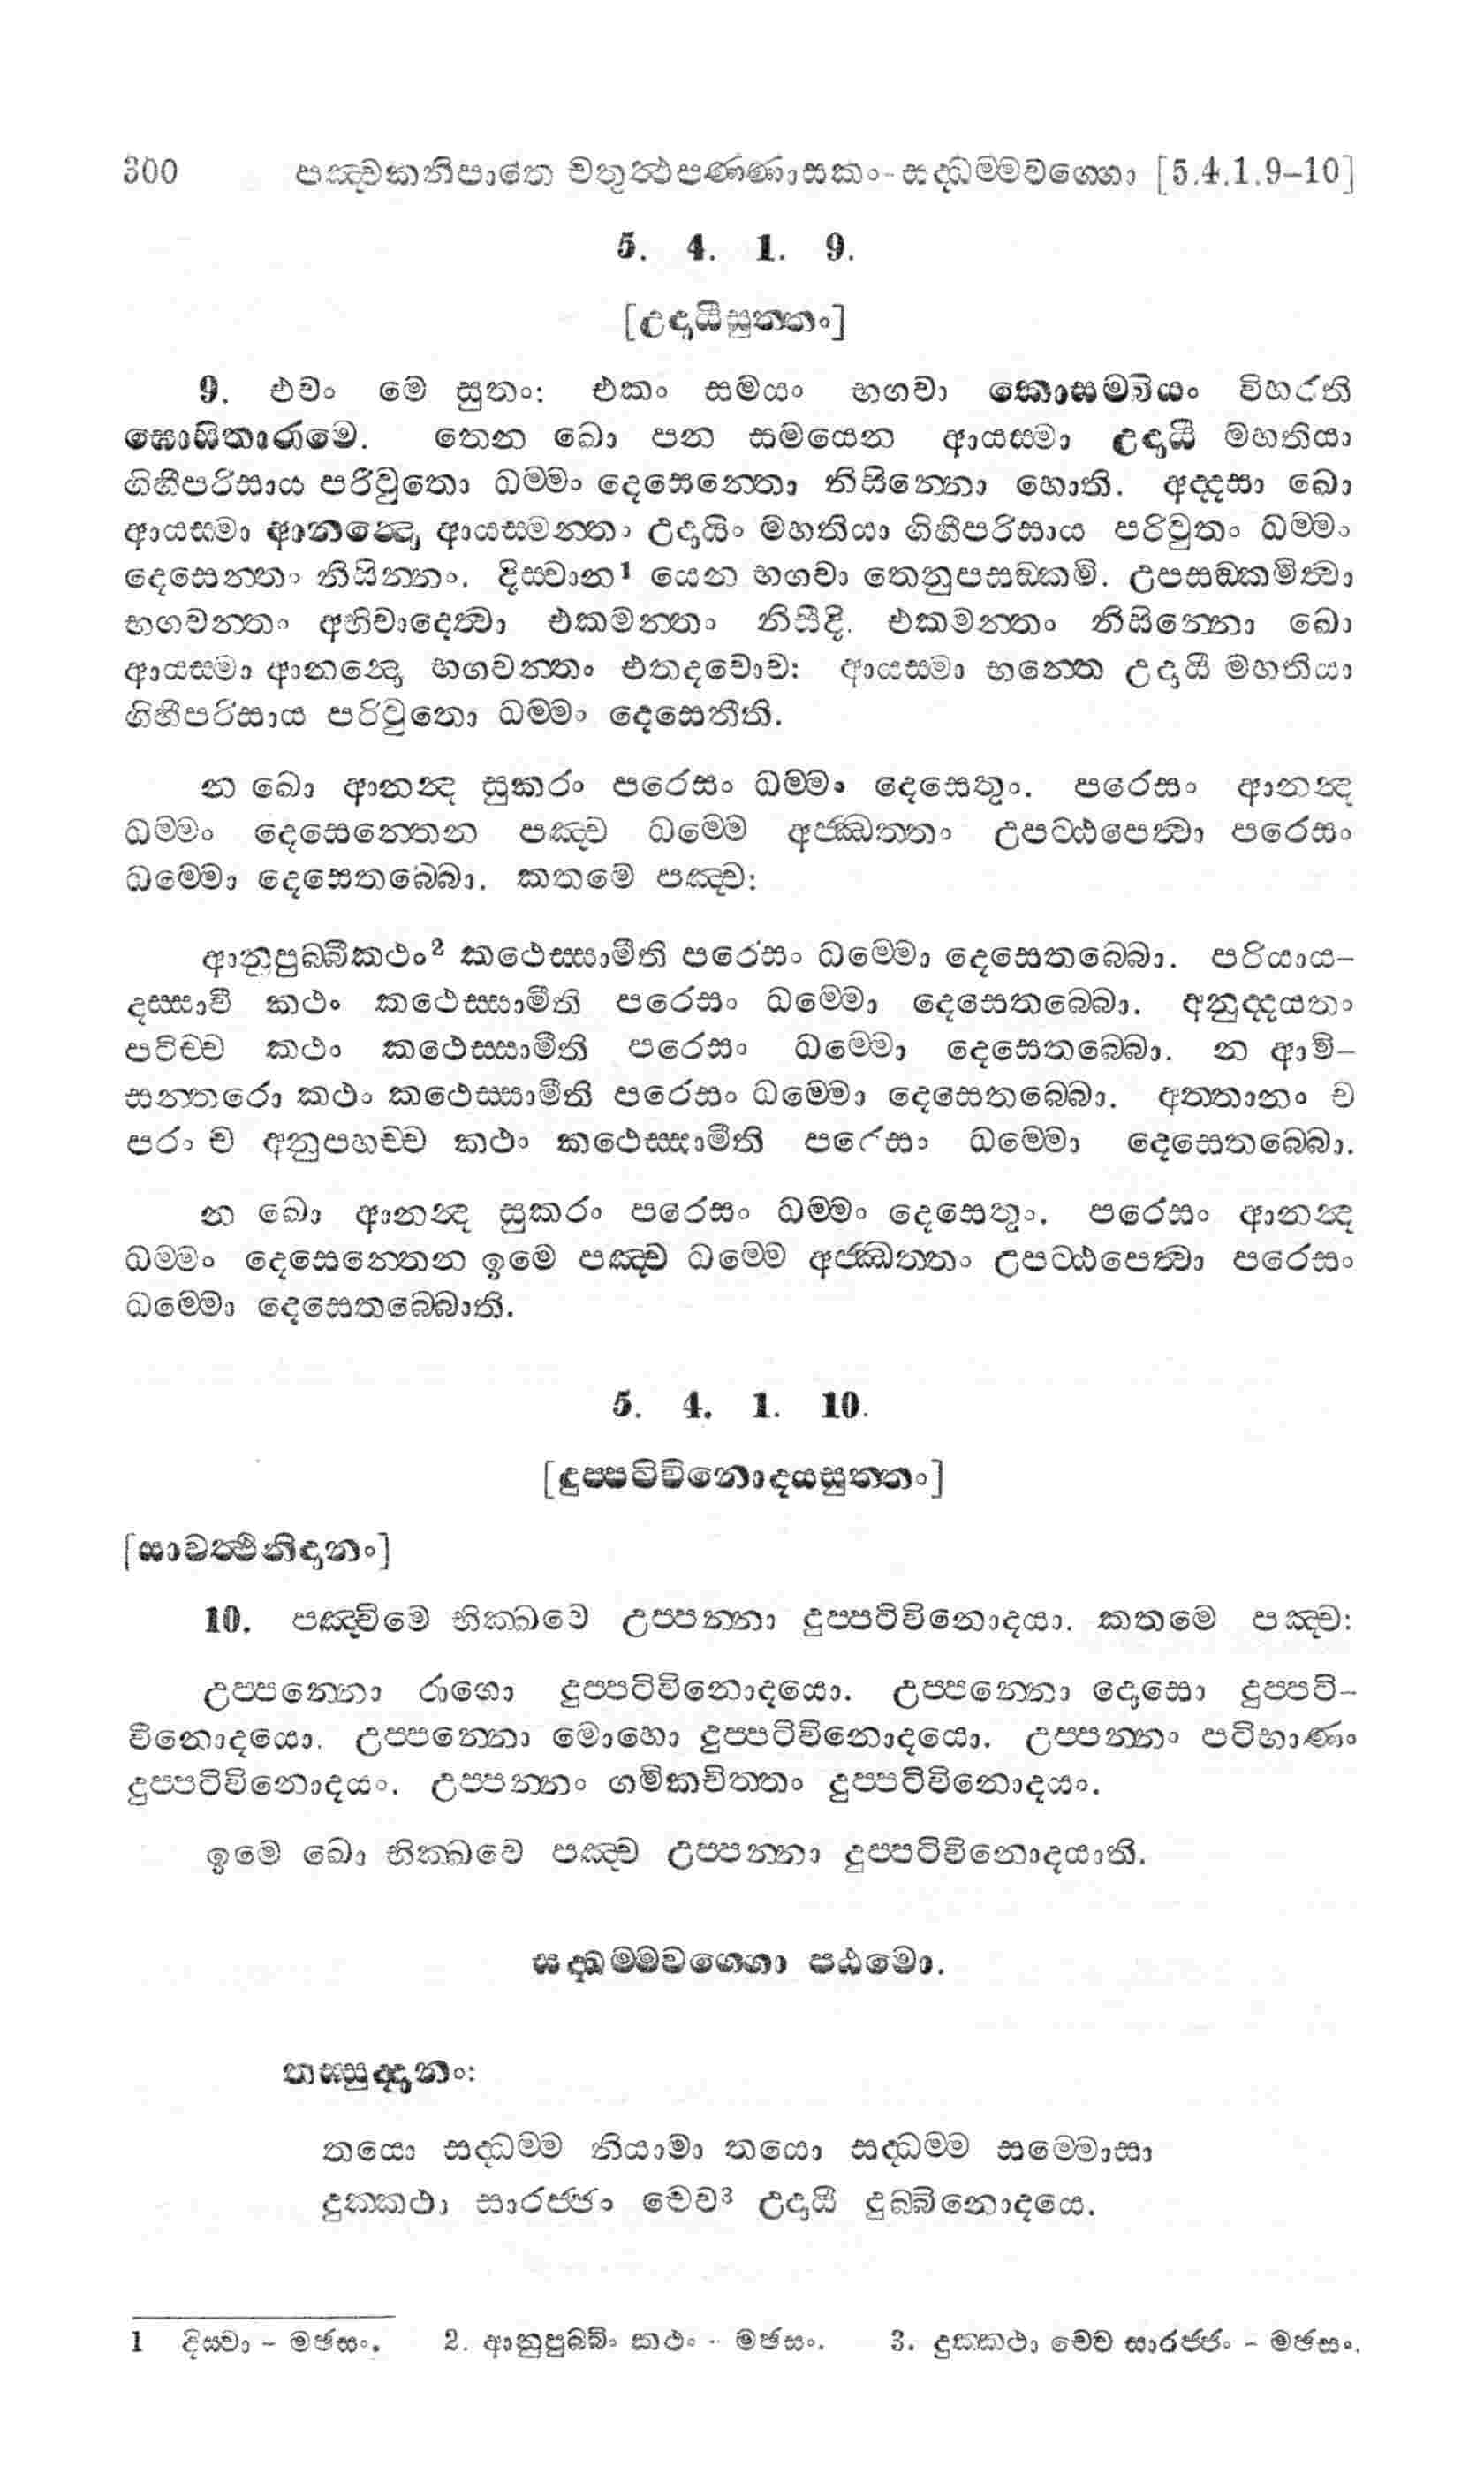 300 පඤ්චකනිපාතෙ චතුත්ථපණ්ණාසකං-සද්ධම්මවග්ගො [5.4.1.9–10]
5. 4. 1. 9.
[උදායීසුත්තං]
9. එවං මෙ සුතං: එකං සමයං භගවා කොසම්බියං විහරති
ඝොසිතාරාමෙ. තෙන ඛො පන සමයෙන ආයස්මා උදායී මහතියා
ගිහීපරිසාය පරිවුතො ධම්මං දෙසෙන්තො නිසින්නො හොති. අද්දසා ඛො
ආයස්මා ආනන්දො ආයස්මන්තං උදායිං මහතියා ගිහීපරිසාය පරිවුතං ධම්මං
දෙසෙන්තං නිසින්නං. දිස්වාන¹ යෙන භගවා තෙනුපසඞ්කමි. උපසඞ්කමිත්වා
භගවන්තං අභිවාදෙත්වා එකමන්තං නිසීදි. එකමන්තං නිසින්නො ඛො
ආයස්මා ආනන්දො භගවන්තං එතදවොච: ආයස්මා භන්තෙ උදායී මහතියා
ගිහීපරිසාය පරිවුතො ධම්මං දෙසෙතීති.
න ඛො ආනන්ද සුකරං පරෙසං ධම්මං දෙසෙතුං. පරෙසං ආනන්ද
ධම්මං දෙසෙන්තෙන පඤ්ච ධම්මෙ අජ්ඣත්තං උපට්ඨපෙත්වා පරෙසං
ධම්මො දෙසෙතබ්බො. කතමෙ පඤ්ච:
ආනුපුබ්බීකථං² කථෙස්සාමීති පරෙසං ධම්මො දෙසෙතබ්බො. පරියාය–
දස්සාවී කථං කථෙස්සාමීති පරෙසං ධම්මො දෙසෙතබ්බො. අනුද්දයතං
පටිච්ච කථං කථෙස්සාමීති පරෙසං ධම්මො දෙසෙතබ්බො. න ආමි–
සන්තරො කථං කථෙස්සාමීති පරෙසං ධම්මො දෙසෙතබ්බො. අත්තානං ච
පරං ච අනුපහච්ච කථං කථෙස්සාමීති පරෙසං ධම්මො දෙසෙතබ්බො.
න ඛො ආනන්ද සුකරං පරෙසං ධම්මං දෙසෙතුං. පරෙසං ආනන්ද
ධම්මං දෙසෙන්තෙන ඉමෙ පඤ්ච ධම්මෙ අජ්ඣත්තං උපට්ඨපෙත්වා පරෙසං
ධම්මො දෙසෙතබ්බොති.
5. 4. 1. 10.
[දුප්පටිවිනොදයසුත්තං]
[සාවත්ථිනිදානං]
10. පඤ්චිමෙ භික්ඛවෙ උප්පන්නා දුප්පටිවිනොදයා. කතමෙ පඤ්ච:
උප්පන්නො රාගො දුප්පටිවිනොදයො. උප්පන්නො දොසො දුප්පටි–
විනොදයො. උප්පන්නො මොහො දුප්පටිවිනොදයො. උප්පන්නං පටිභාණං
දුප්පටිවිනොදයං. උප්පන්නං ගමිකචිත්තං දුප්පටිවිනොදයං.
ඉමෙ ඛො භික්ඛවෙ පඤ්ච උප්පන්නා දුප්පටිවිනොදයාති.
සද්ධම්මවග්ගො පඨමො.
තස්සුද්දානං:
තයො සද්ධම්ම නියාමා තයො සද්ධම්ම සම්මොසා
දුක්කථා සාරජ්ජං චෙව³ උදායී දුබ්බිනොදයෙ.
1 දිස්වා – මඡසං. 2. ආනුපුබ්බිං කථං – මඡසං. 3. දුක්කථා චෙව සාරජ්ජං – මඡසං.